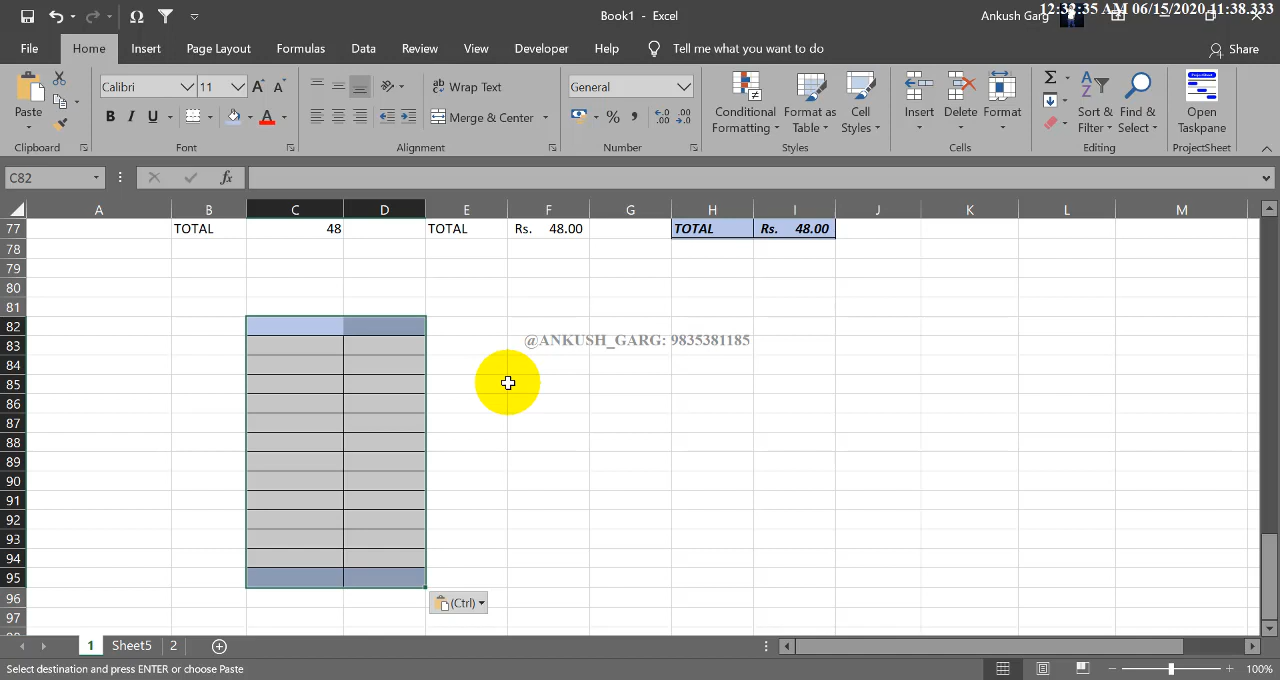 Book1 - Excel
Ankush Garg
12:32:35 AM 06/15/2020,11:38.333
File Home Insert Page Layout Formulas Data Review View Developer Help Tell me what you want to do Share
Paste
Calibri 11
Wrap Text
General
Conditional Formatting
Format as Table
Cell Styles
Insert
Delete
Format
Sort & Filter
Find & Select
Open Taskpane
B I U A
Merge & Center
Clipboard Font Alignment Number Styles Cells Editing ProjectSheet
C82 fx
A B C D E F G H I J K L M
77 TOTAL 48 TOTAL Rs. 48.00 TOTAL Rs. 48.00
78
79
80
81
82
83 @ANKUSH_GARG: 9835381185
84
85
86
87
88
89
90
91
92
93
94
95
96 (Ctrl)
97
1 Sheet5 2
Select destination and press ENTER or choose Paste 100%